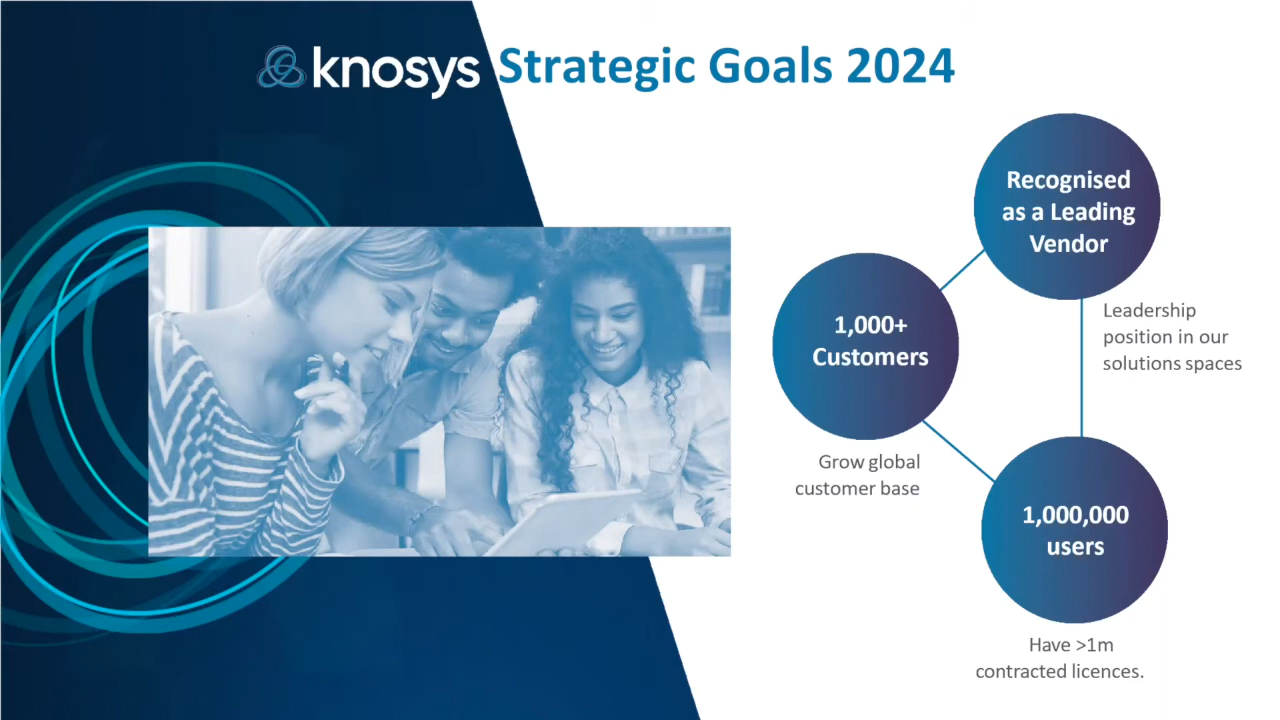 knosys Strategic Goals 2024
Recognised
as a Leading
Vendor
Leadership
position in our
solutions spaces
1,000+
Customers
Grow global
customer base
1,000,000
users
Have >1m
contracted licences.